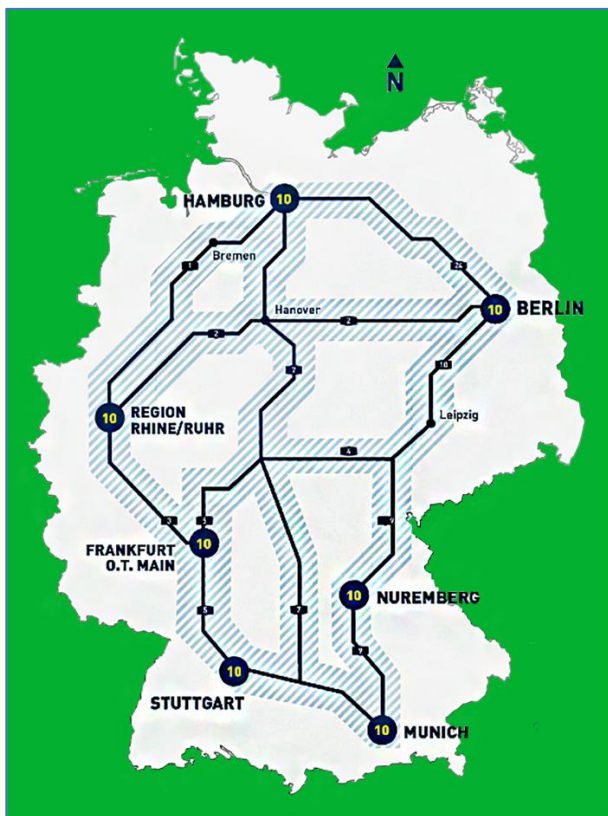 N
HAMBURG 10
Bremen
1
24
Hanover
2
2
10 BERLIN
7
10
10 REGION
RHINE/RUHR
Leipzig
4
3
5
9
FRANKFURT
O.T. MAIN
10
10 NUREMBERG
5
7
9
10
STUTTGART
10 MUNICH